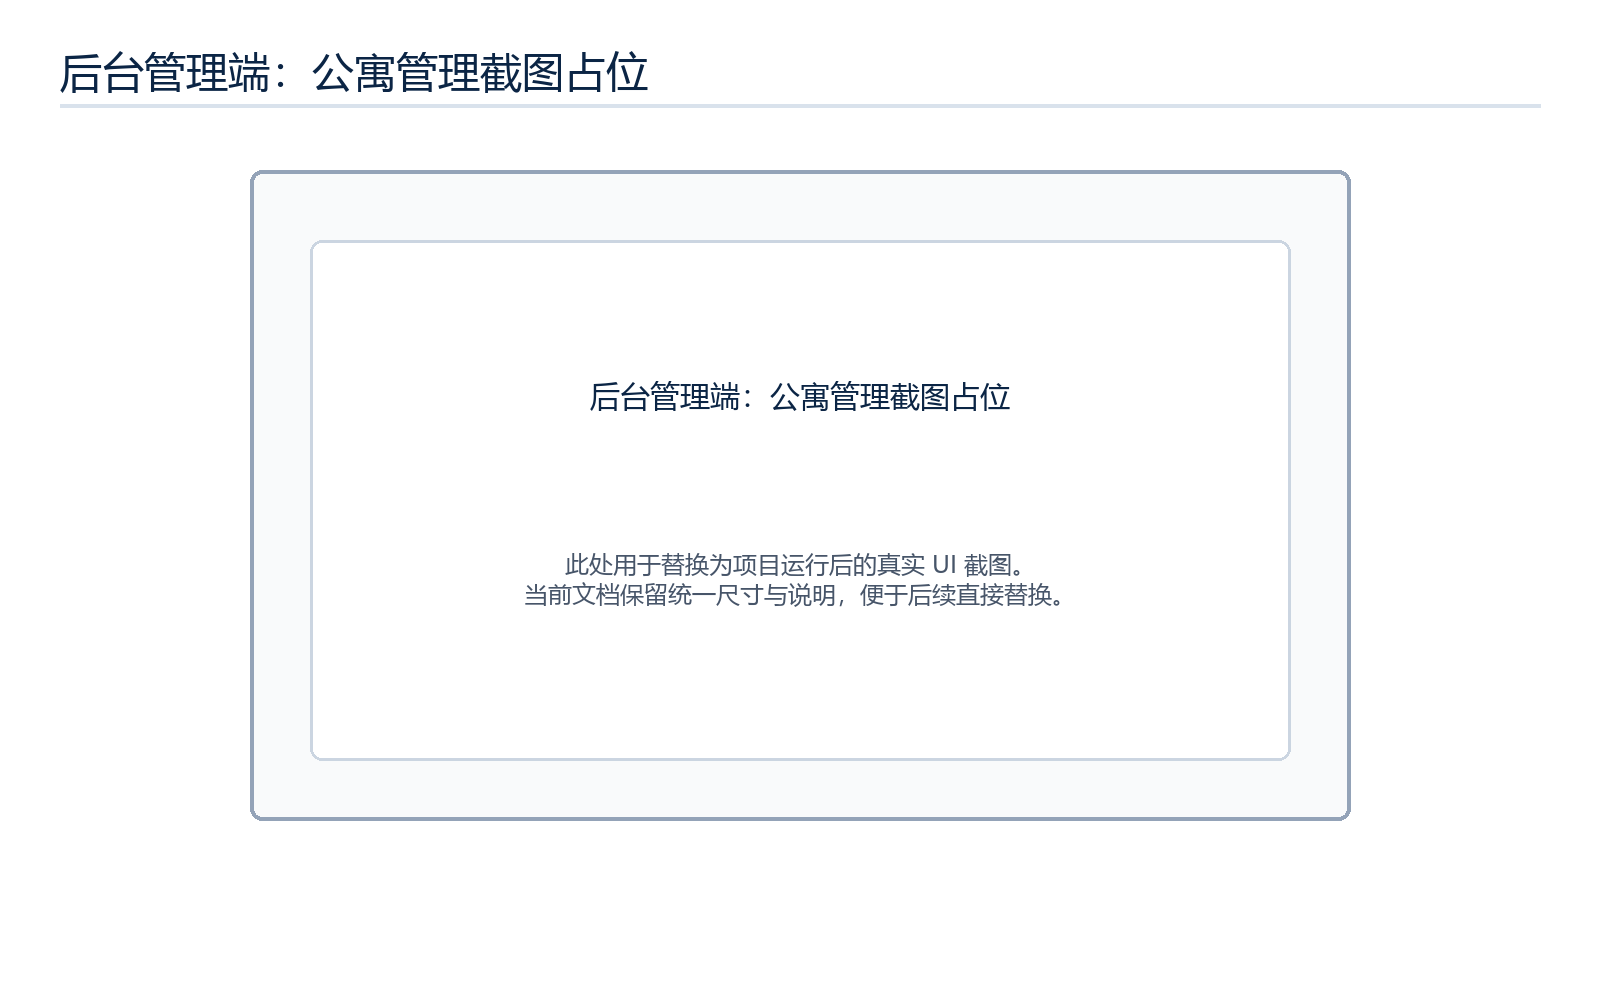 后台管理端：公寓管理截图占位
后台管理端：公寓管理截图占位
此处用于替换为项目运行后的真实 UI 截图。
当前文档保留统一尺寸与说明，便于后续直接替换。